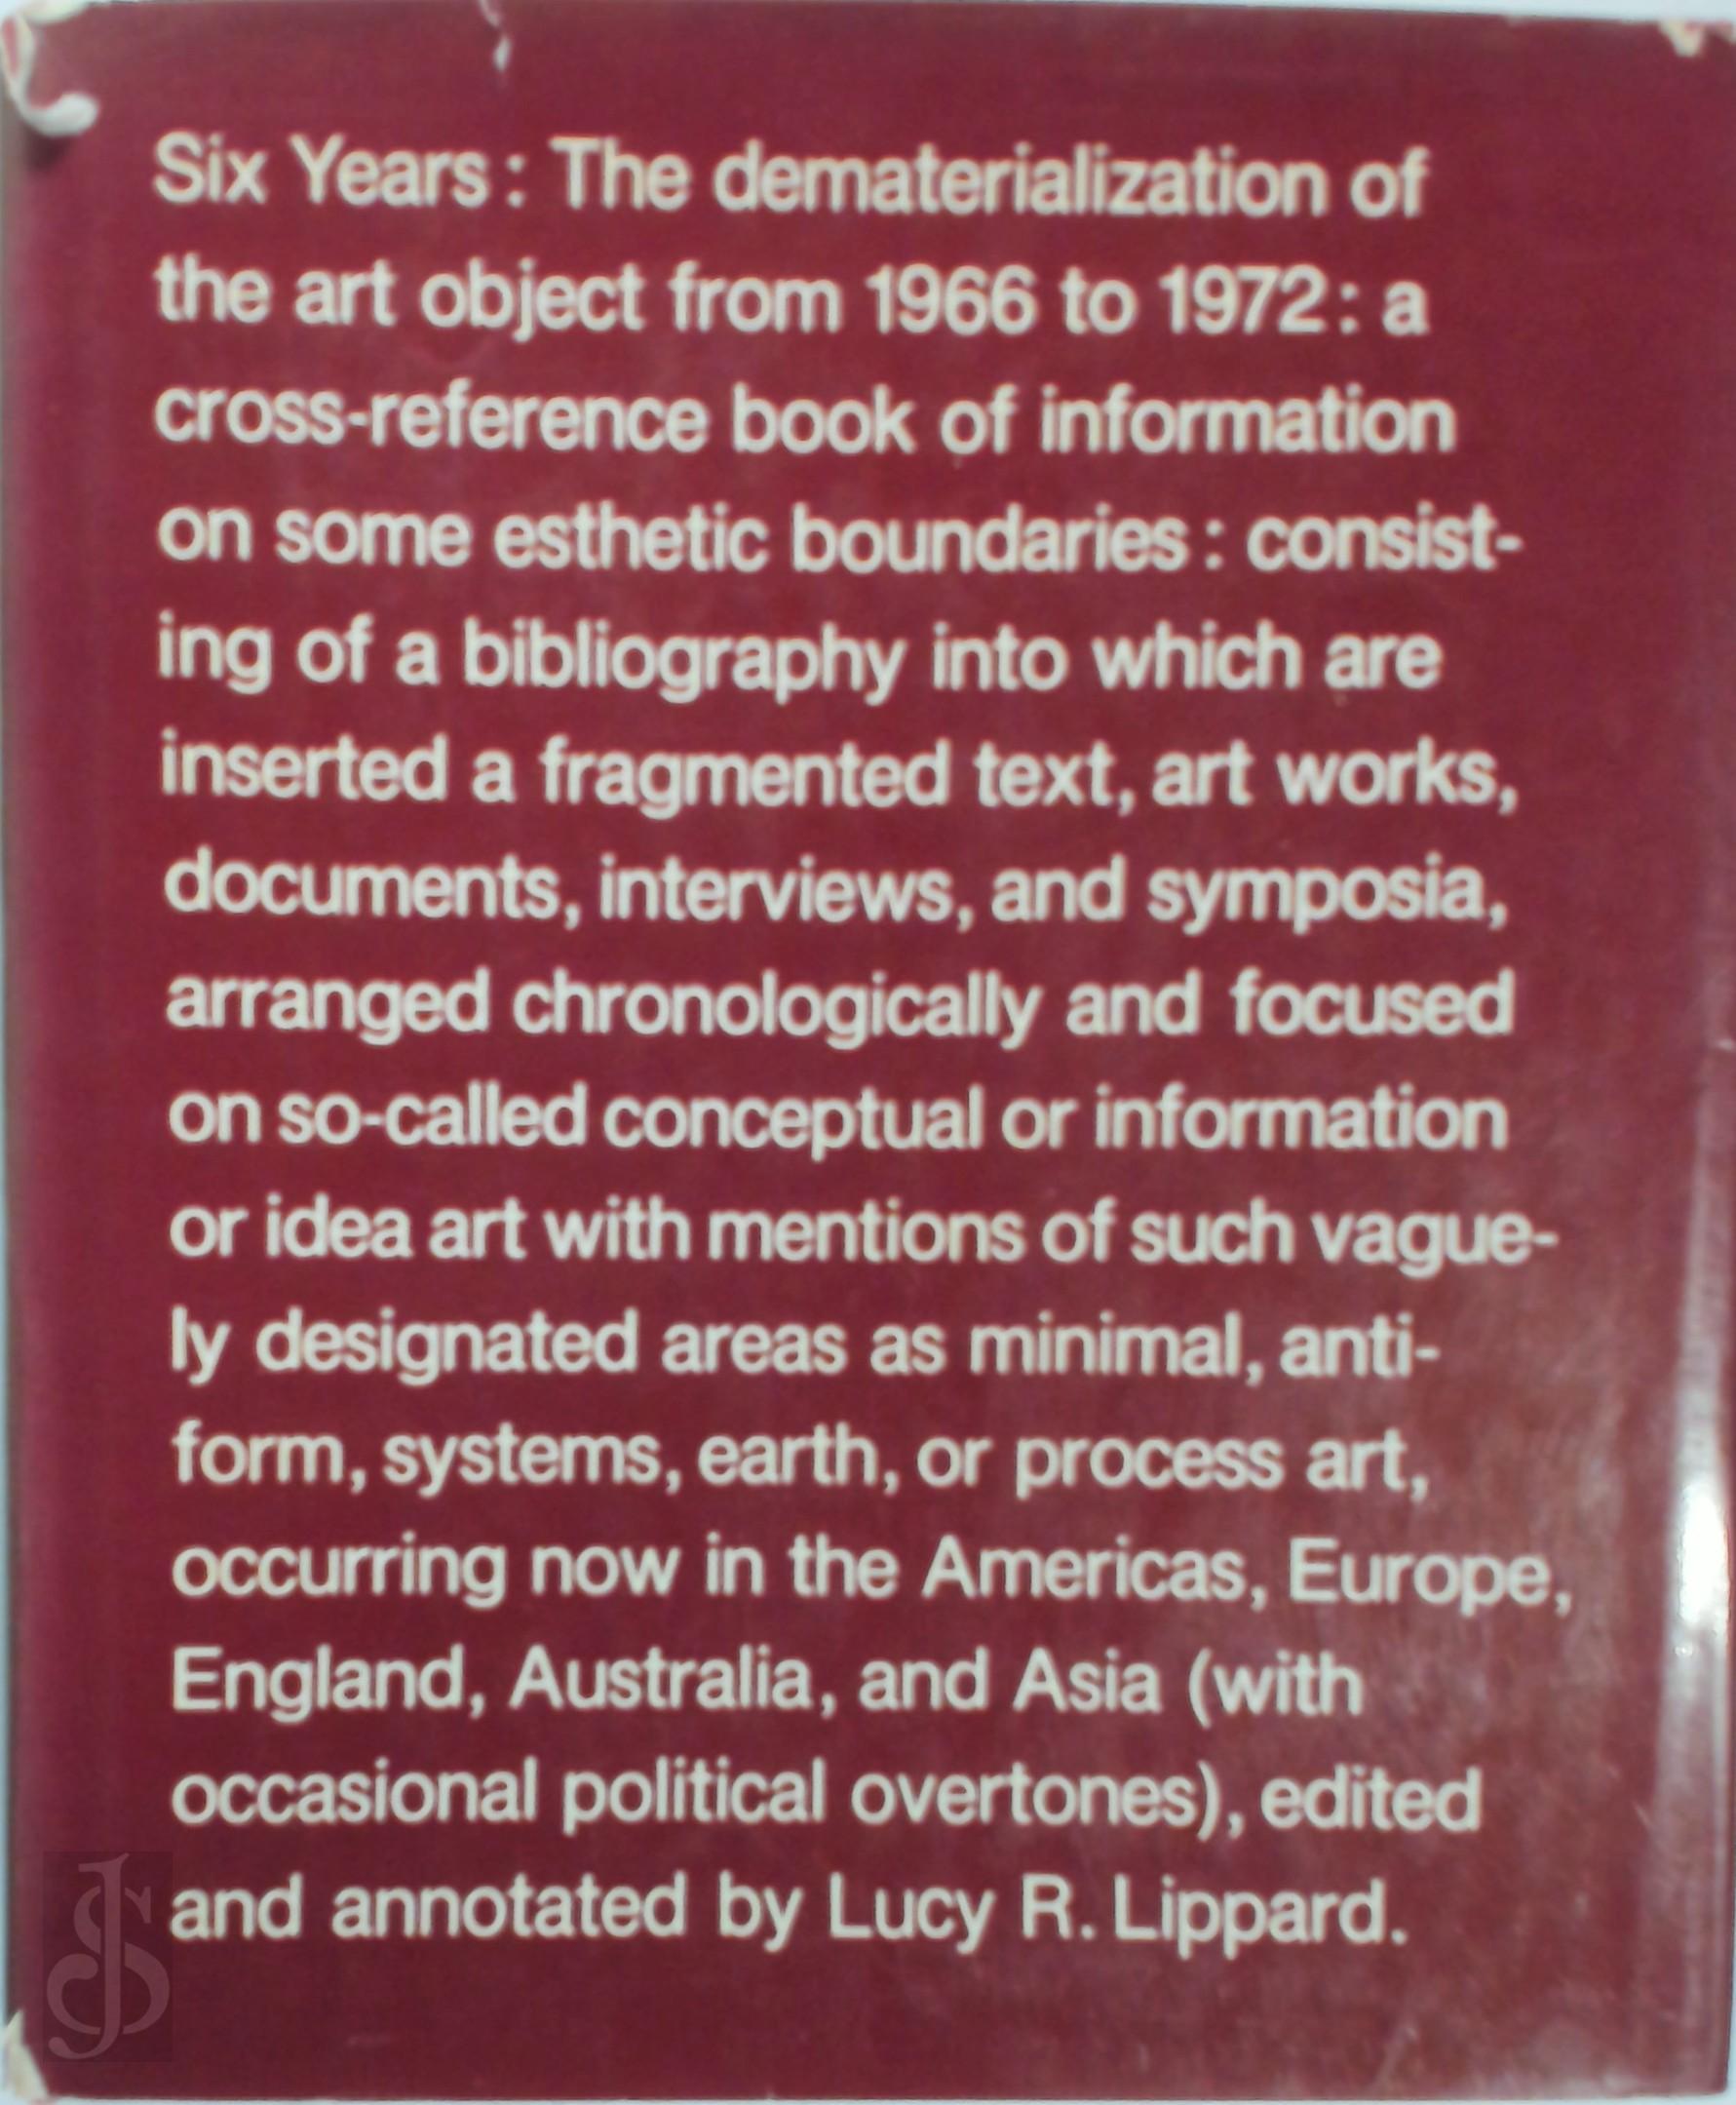 Six Years : The dematerialization of
the art object from 1966 to 1972 : a
cross-reference book of information
on some esthetic boundaries : consist-
ing of a bibliography into which are
inserted a fragmented text, art works,
documents, interviews, and symposia,
arranged chronologically and focused
on so-called conceptual or information
or idea art with mentions of such vague-
ly designated areas as minimal, anti-
form, systems, earth, or process art,
occurring now in the Americas, Europe,
England, Australia, and Asia (with
occasional political overtones), edited
and annotated by Lucy R. Lippard.
JS